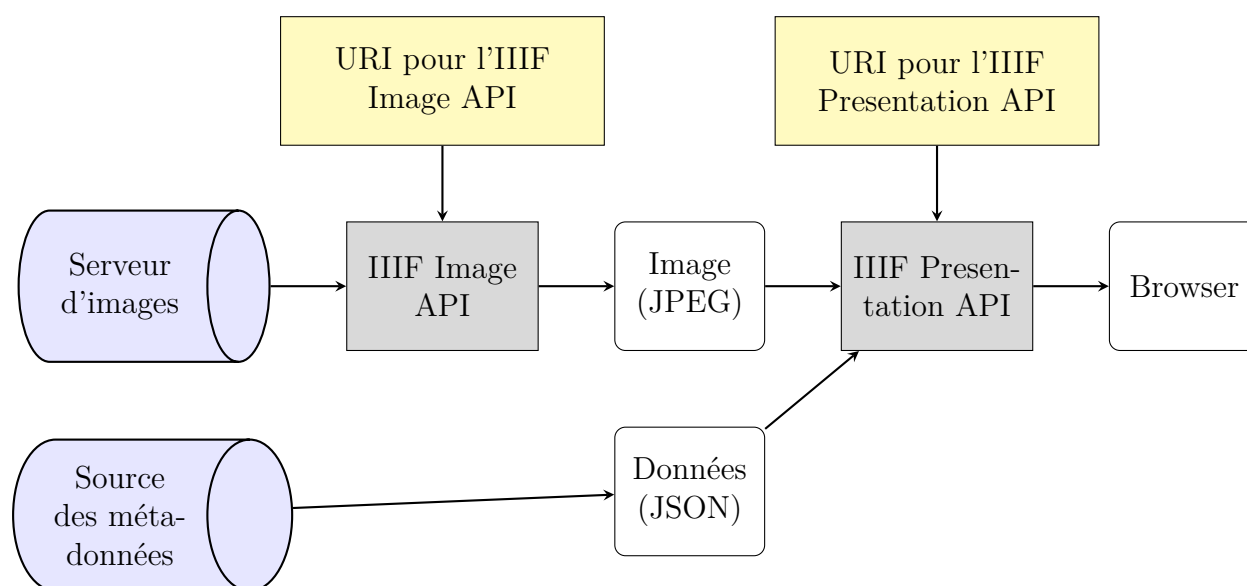 URI pour l'IIIF
Image API
URI pour l'IIIF
Presentation API
Serveur
d'images
IIIF Image
API
Image
(JPEG)
IIIF Presen-
tation API
Browser
Source
des méta-
données
Données
(JSON)